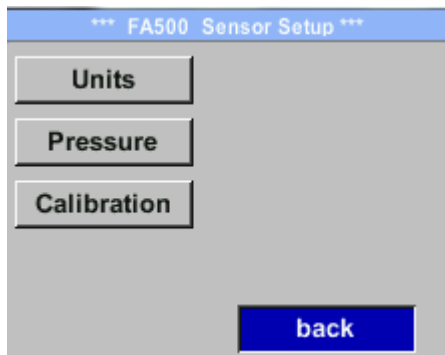 *** FA500 Sensor Setup ***
Units
Pressure
Calibration
back